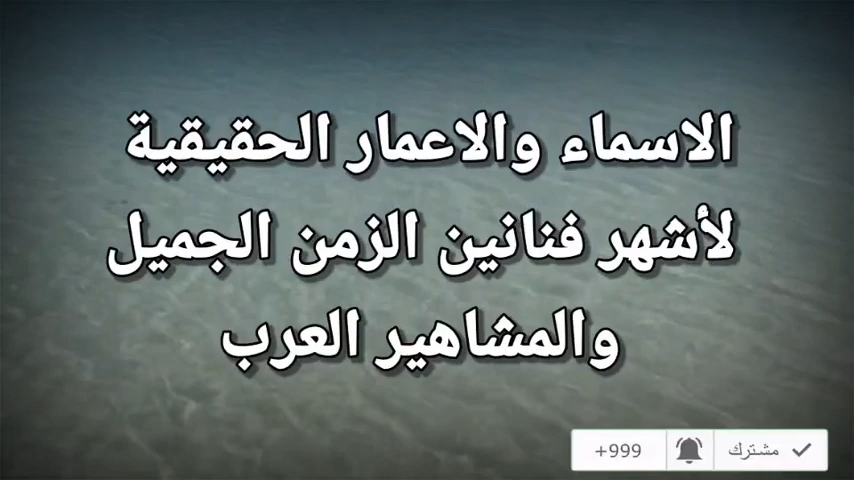 الاسماء والاعمار الحقيقية
لأشهر فنانين الزمن الجميل
والمشاهير العرب
مشترك
+999